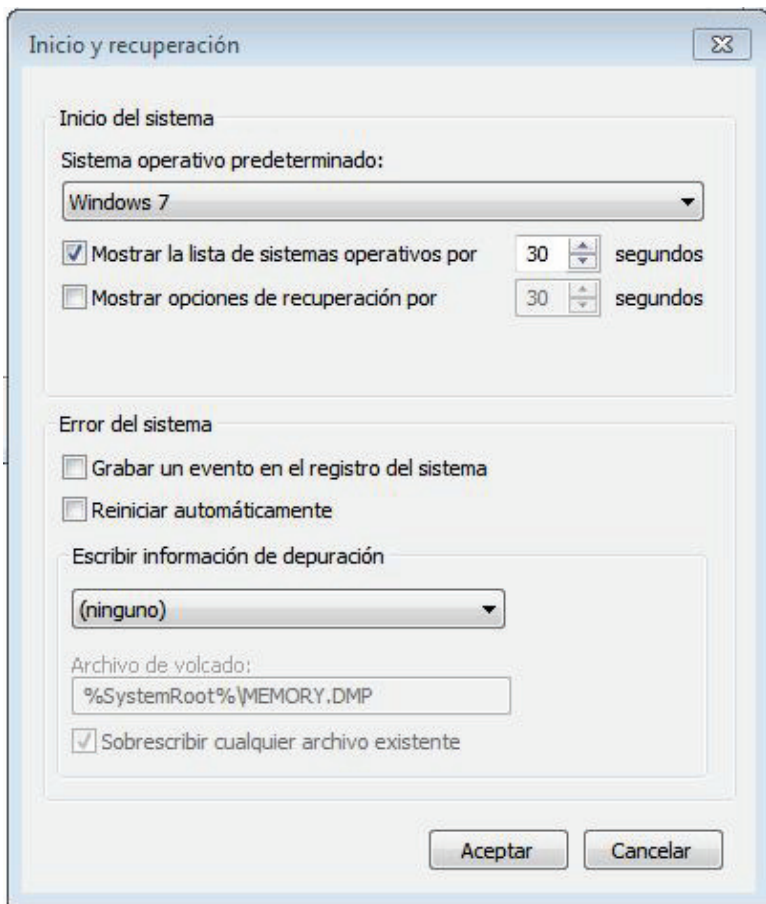 Inicio y recuperación
Inicio del sistema
Sistema operativo predeterminado:
Windows 7
Mostrar la lista de sistemas operativos por 30 segundos
Mostrar opciones de recuperación por 30 segundos
Error del sistema
Grabar un evento en el registro del sistema
Reiniciar automáticamente
Escribir información de depuración
(ninguno)
Archivo de volcado:
%SystemRoot%\MEMORY.DMP
Sobrescribir cualquier archivo existente
Aceptar Cancelar